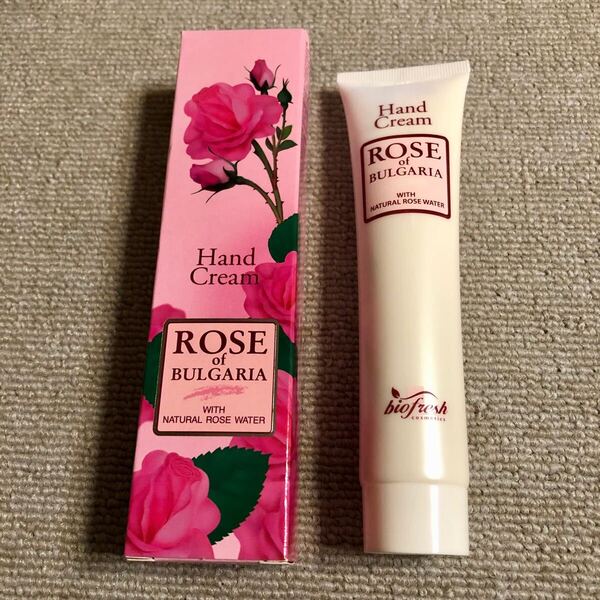 Hand
Cream
ROSE
of
BULGARIA
WITH
NATURAL ROSE WATER
Hand
Cream
ROSE
of
BULGARIA
WITH
NATURAL ROSE WATER
biofresh
cosmetics